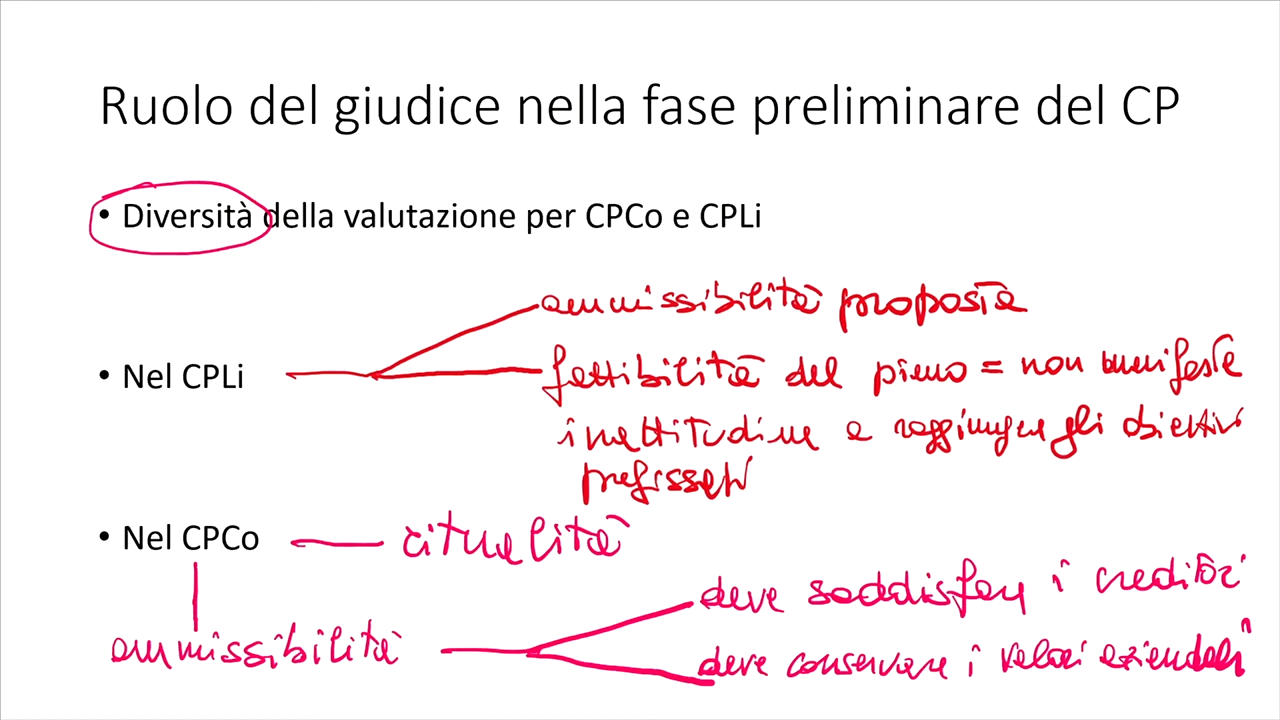 Ruolo del giudice nella fase preliminare del CP
• Diversità della valutazione per CPCo e CPLi
ammissibilità proposta
• Nel CPLi
fattibilità del piano = non manifesta
inettitudine a raggiungere gli obiettivi
prefissati
• Nel CPCo
ritualità
deve soddisfare i creditori
ammissibilità
deve conservare i valori aziendali